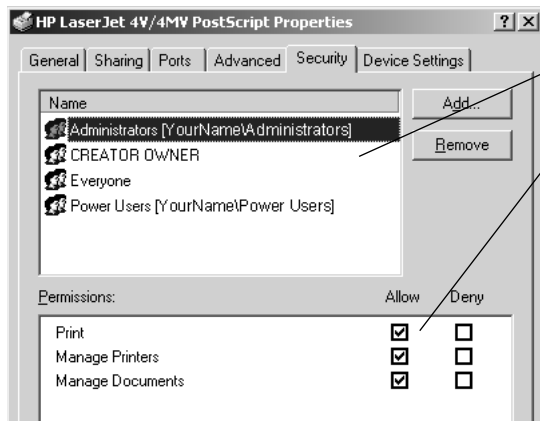 HP LaserJet 4V/4MV PostScript Properties
General Sharing Ports Advanced Security Device Settings
Name
Add...
Administrators [YourName\Administrators]
Remove
CREATOR OWNER
Everyone
Power Users [YourName\Power Users]
Permissions: Allow Deny
Print
Manage Printers
Manage Documents